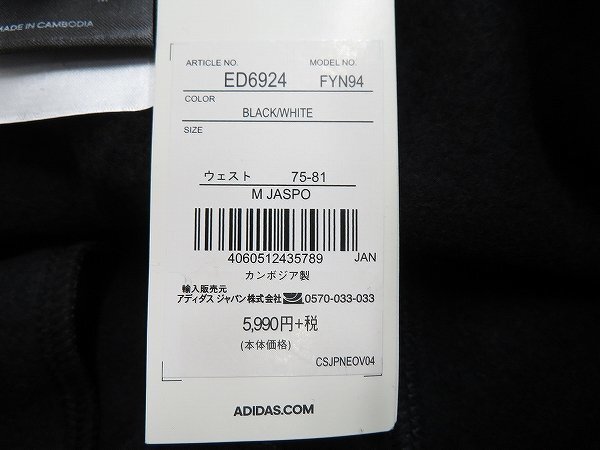 MADE IN CAMBODIA
ARTICLE NO. MODEL NO.
ED6924 FYN94
COLOR
BLACK/WHITE
SIZE
ウェスト 75-81
M JASPO
4060512435789 JAN
カンボジア製
輸入販売元
アディダス ジャパン株式会社 0570-033-033
5,990円+税
(本体価格)
CSJPNEOV04
ADIDAS.COM